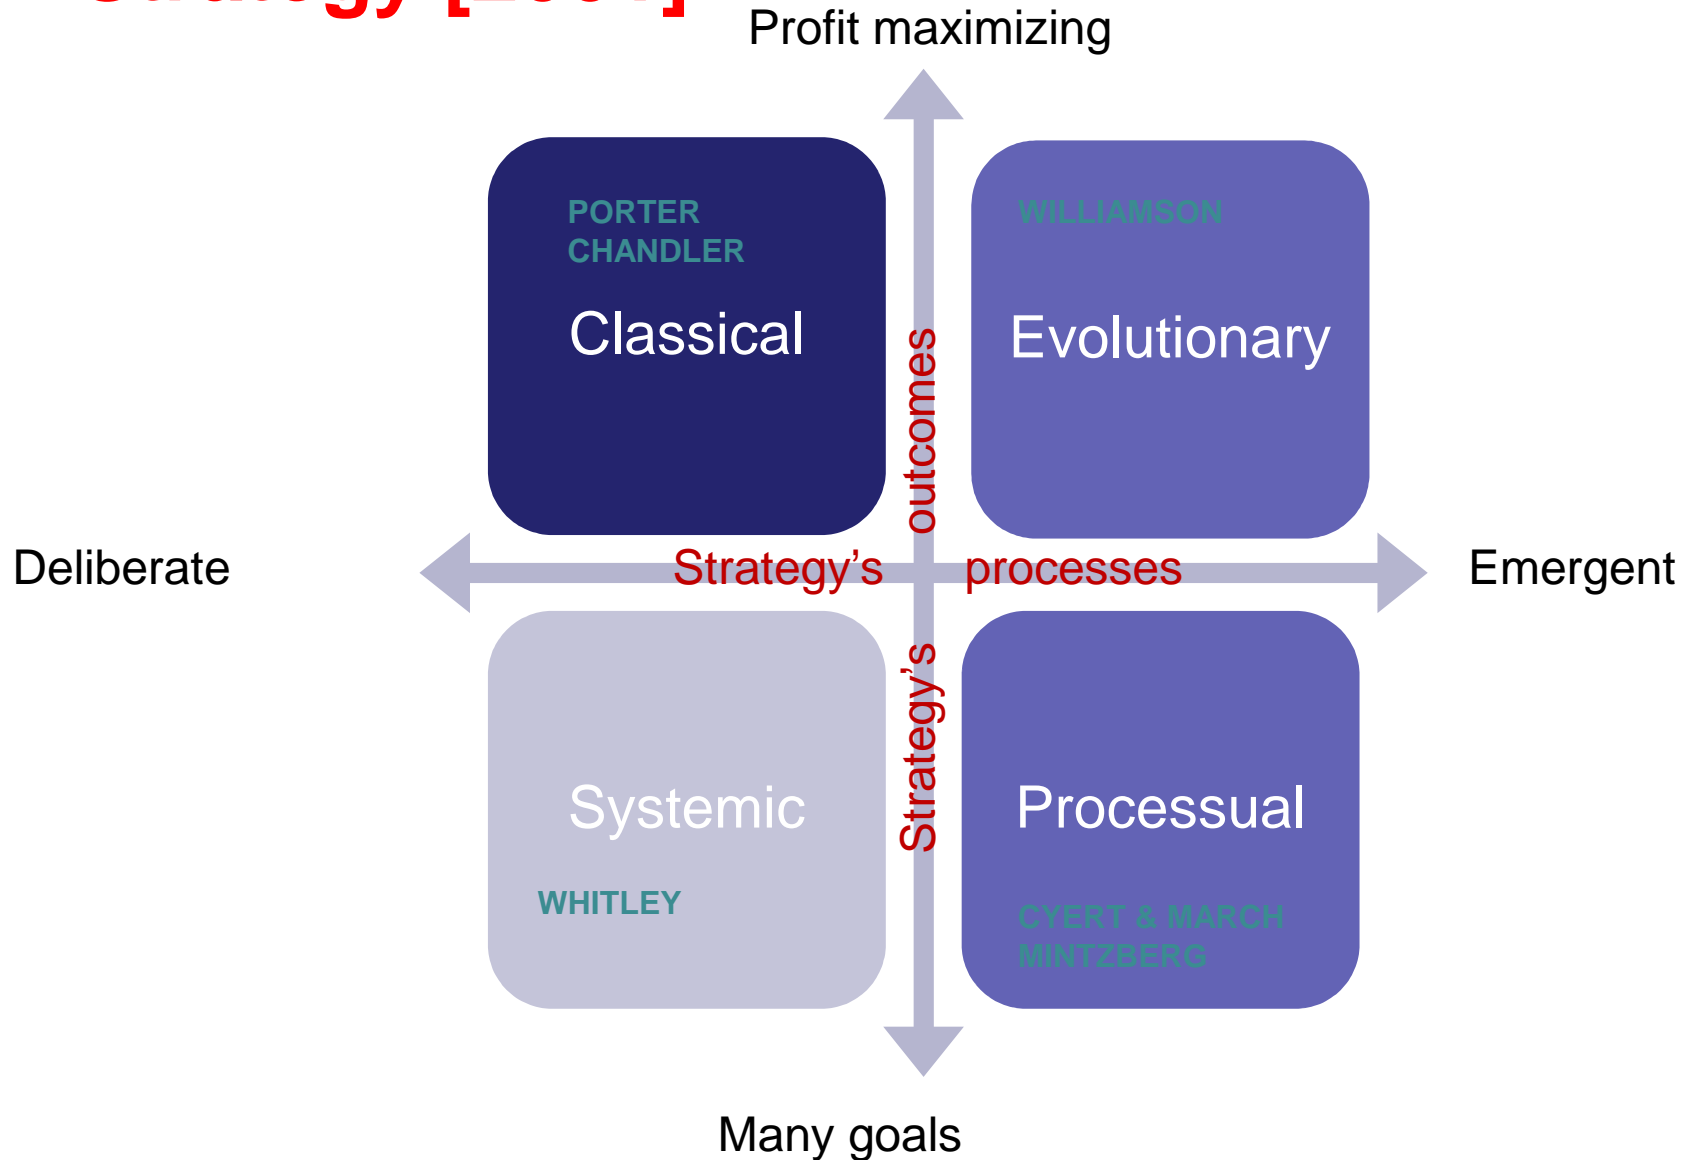 Profit maximizing
PORTER
CHANDLER
Classical
WILLIAMSON
Evolutionary
Strategy's outcomes
Deliberate
Strategy's processes
Emergent
Systemic
WHITLEY
Processual
CYERT & MARCH
MINTZBERG
Many goals